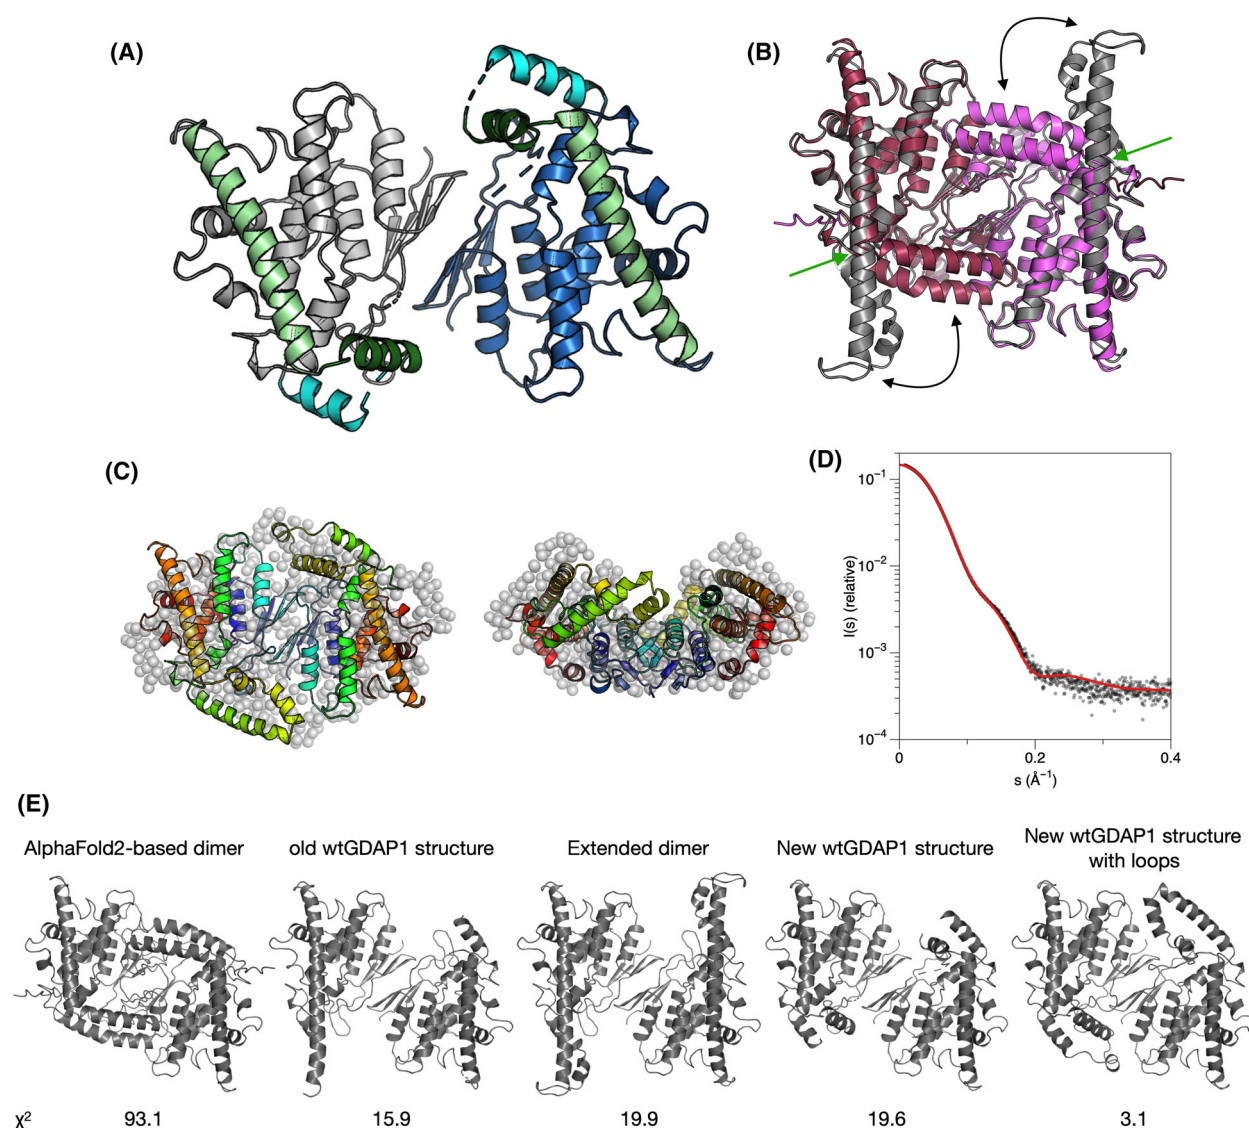 (A)
(B)
(C)
(D)
10⁻¹
10⁻²
10⁻³
10⁻⁴
I(s) (relative)
0
0.2
0.4
s (Å⁻¹)
(E)
AlphaFold2-based dimer
old wtGDAP1 structure
Extended dimer
New wtGDAP1 structure
New wtGDAP1 structure
with loops
χ²
93.1
15.9
19.9
19.6
3.1